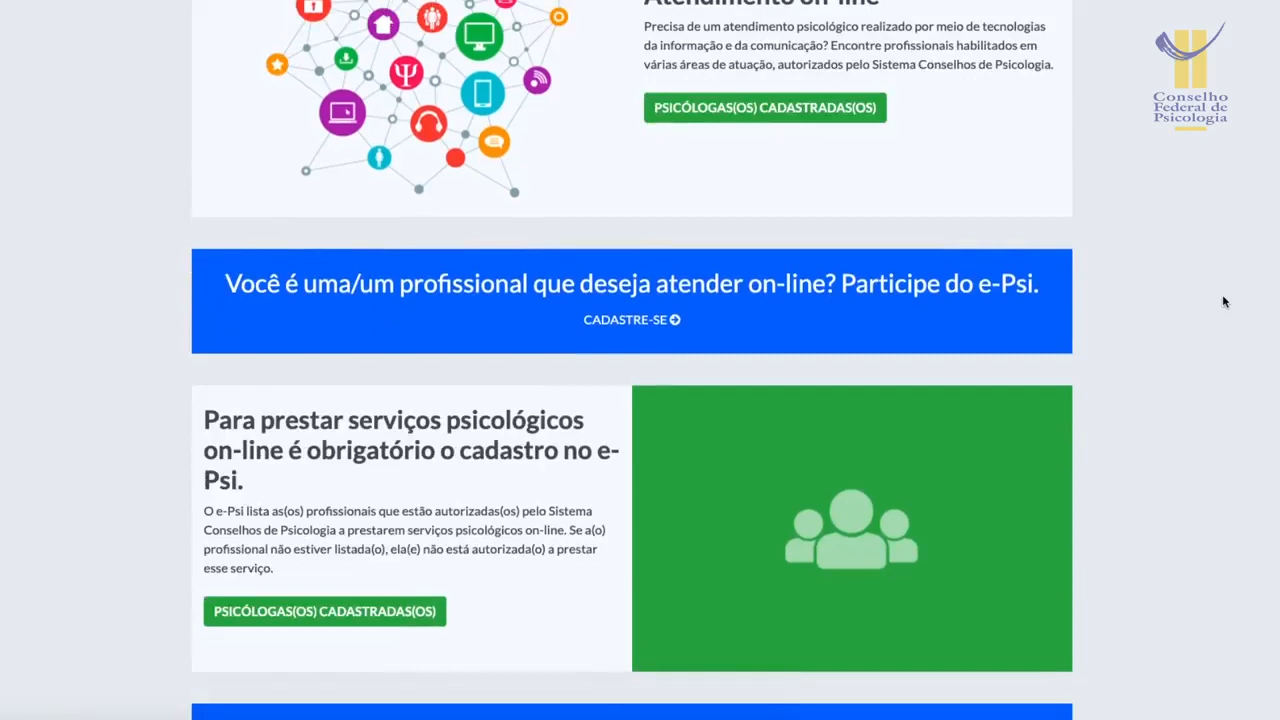 Atendimento on-line
Precisa de um atendimento psicológico realizado por meio de tecnologias
da informação e da comunicação? Encontre profissionais habilitados em
várias áreas de atuação, autorizados pelo Sistema Conselhos de Psicologia.
PSICÓLOGAS(OS) CADASTRADAS(OS)
Conselho
Federal de
Psicologia
Você é uma/um profissional que deseja atender on-line? Participe do e-Psi.
CADASTRE-SE
Para prestar serviços psicológicos
on-line é obrigatório o cadastro no e-
Psi.
O e-Psi lista as(os) profissionais que estão autorizadas(os) pelo Sistema
Conselhos de Psicologia a prestarem serviços psicológicos on-line. Se a(o)
profissional não estiver listada(o), ela(e) não está autorizada(o) a prestar
esse serviço.
PSICÓLOGAS(OS) CADASTRADAS(OS)